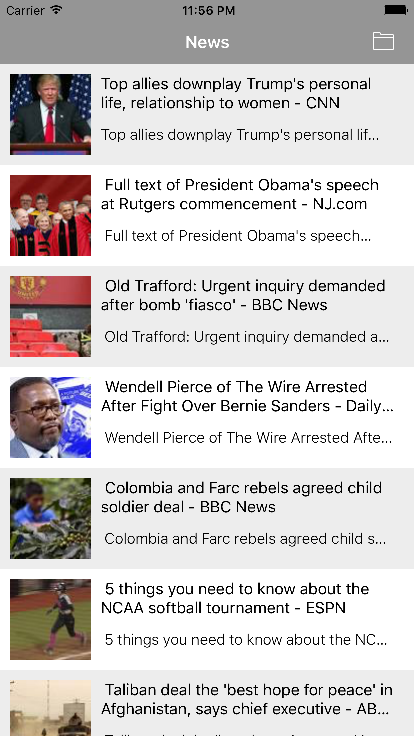 Carrier 11:56 PM
News
Top allies downplay Trump's personal
life, relationship to women - CNN
Top allies downplay Trump's personal lif...
Full text of President Obama's speech
at Rutgers commencement - NJ.com
Full text of President Obama's speech...
Old Trafford: Urgent inquiry demanded
after bomb 'fiasco' - BBC News
Old Trafford: Urgent inquiry demanded a...
Wendell Pierce of The Wire Arrested
After Fight Over Bernie Sanders - Daily...
Wendell Pierce of The Wire Arrested Afte...
Colombia and Farc rebels agreed child
soldier deal - BBC News
Colombia and Farc rebels agreed child s...
5 things you need to know about the
NCAA softball tournament - ESPN
5 things you need to know about the NC...
Taliban deal the 'best hope for peace' in
Afghanistan, says chief executive - AB...